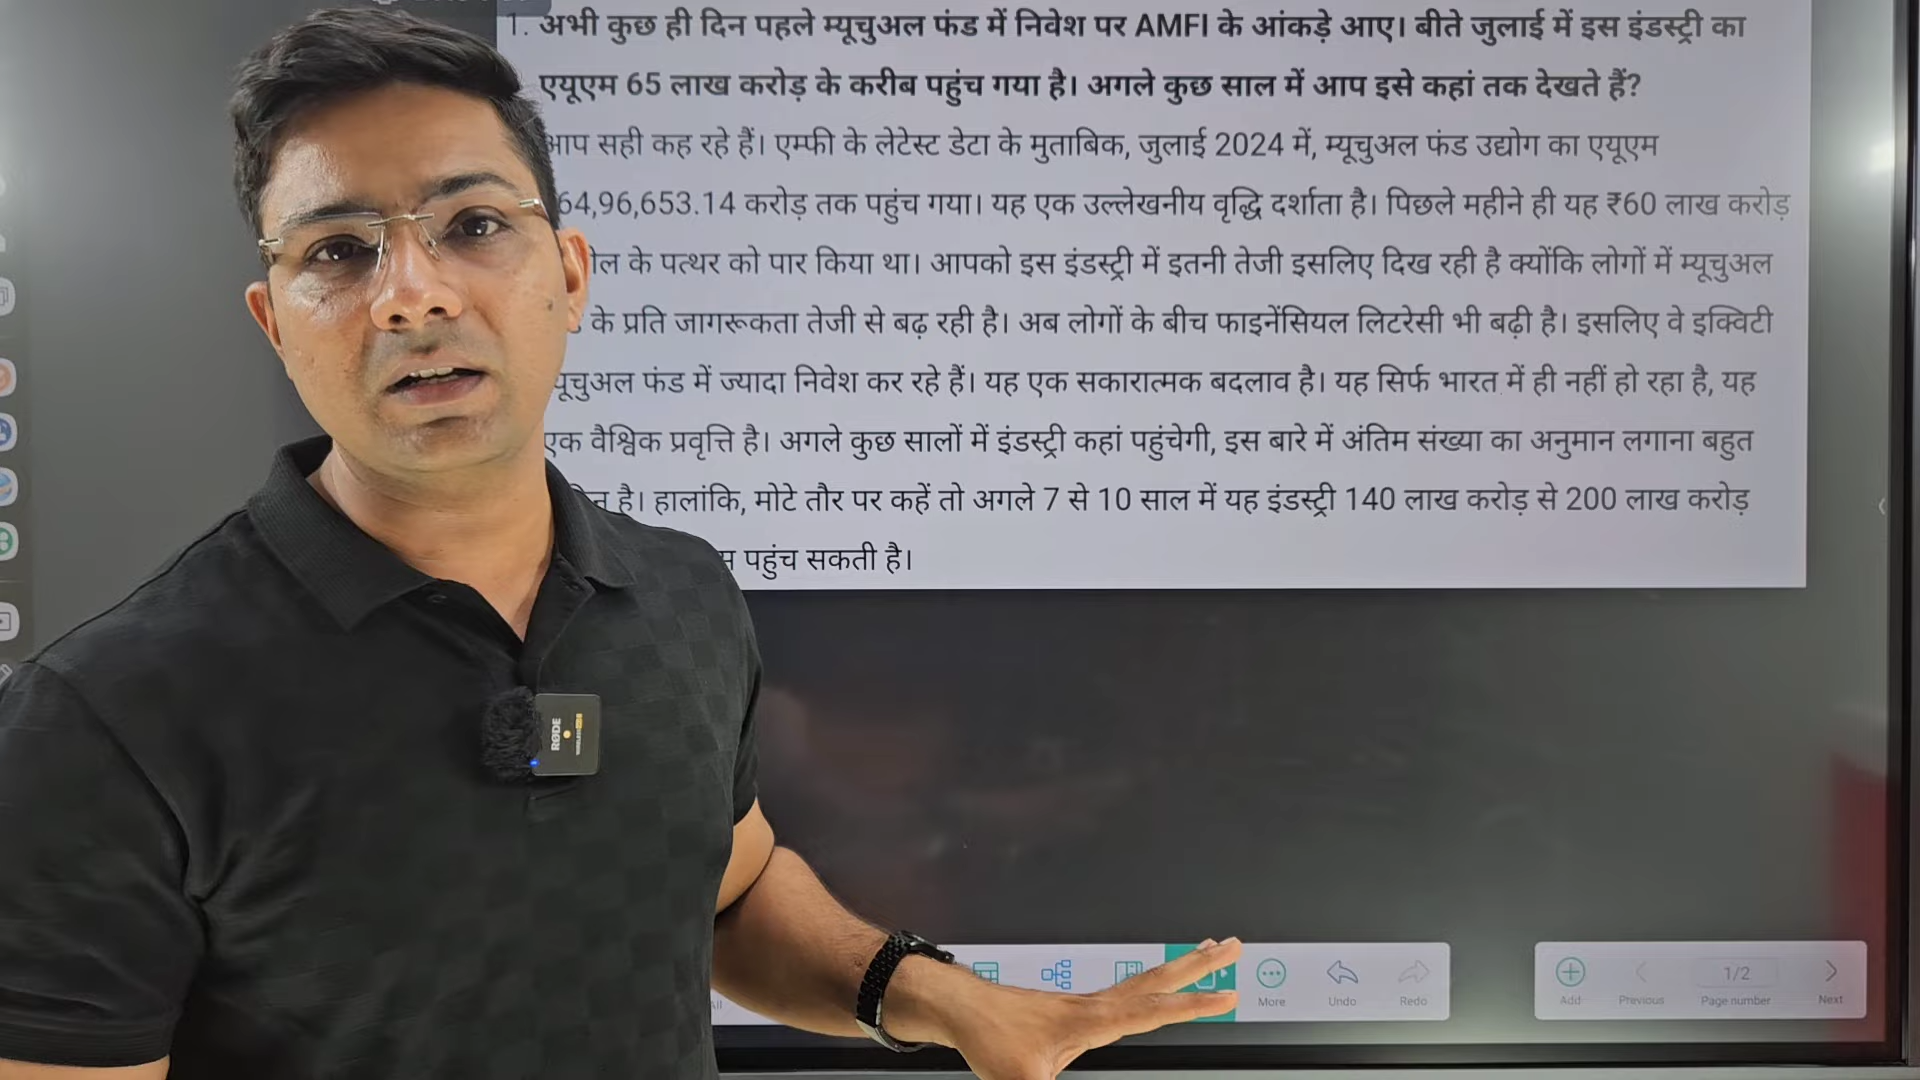 1. अभी कुछ ही दिन पहले म्यूचुअल फंड में निवेश पर AMFI के आंकड़े आए। बीते जुलाई में इस इंडस्ट्री का
एयूएम 65 लाख करोड़ के करीब पहुंच गया है। अगले कुछ साल में आप इसे कहां तक देखते हैं?
आप सही कह रहे हैं। एम्फी के लेटेस्ट डेटा के मुताबिक, जुलाई 2024 में, म्यूचुअल फंड उद्योग का एयूएम
64,96,653.14 करोड़ तक पहुंच गया। यह एक उल्लेखनीय वृद्धि दर्शाता है। पिछले महीने ही यह ₹60 लाख करोड़
के पत्थर को पार किया था। आपको इस इंडस्ट्री में इतनी तेजी इसलिए दिख रही है क्योंकि लोगों में म्यूचुअल
के प्रति जागरूकता तेजी से बढ़ रही है। अब लोगों के बीच फाइनेंसियल लिटरेसी भी बढ़ी है। इसलिए वे इक्विटी
फंड में ज्यादा निवेश कर रहे हैं। यह एक सकारात्मक बदलाव है। यह सिर्फ भारत में ही नहीं हो रहा है, यह
एक वैश्विक प्रवृत्ति है। अगले कुछ सालों में इंडस्ट्री कहां पहुंचेगी, इस बारे में अंतिम संख्या का अनुमान लगाना बहुत
है। हालांकि, मोटे तौर पर कहें तो अगले 7 से 10 साल में यह इंडस्ट्री 140 लाख करोड़ से 200 लाख करोड़
पहुंच सकती है।
RØDE
More Undo Redo
1/2
Add Previous Page number Next